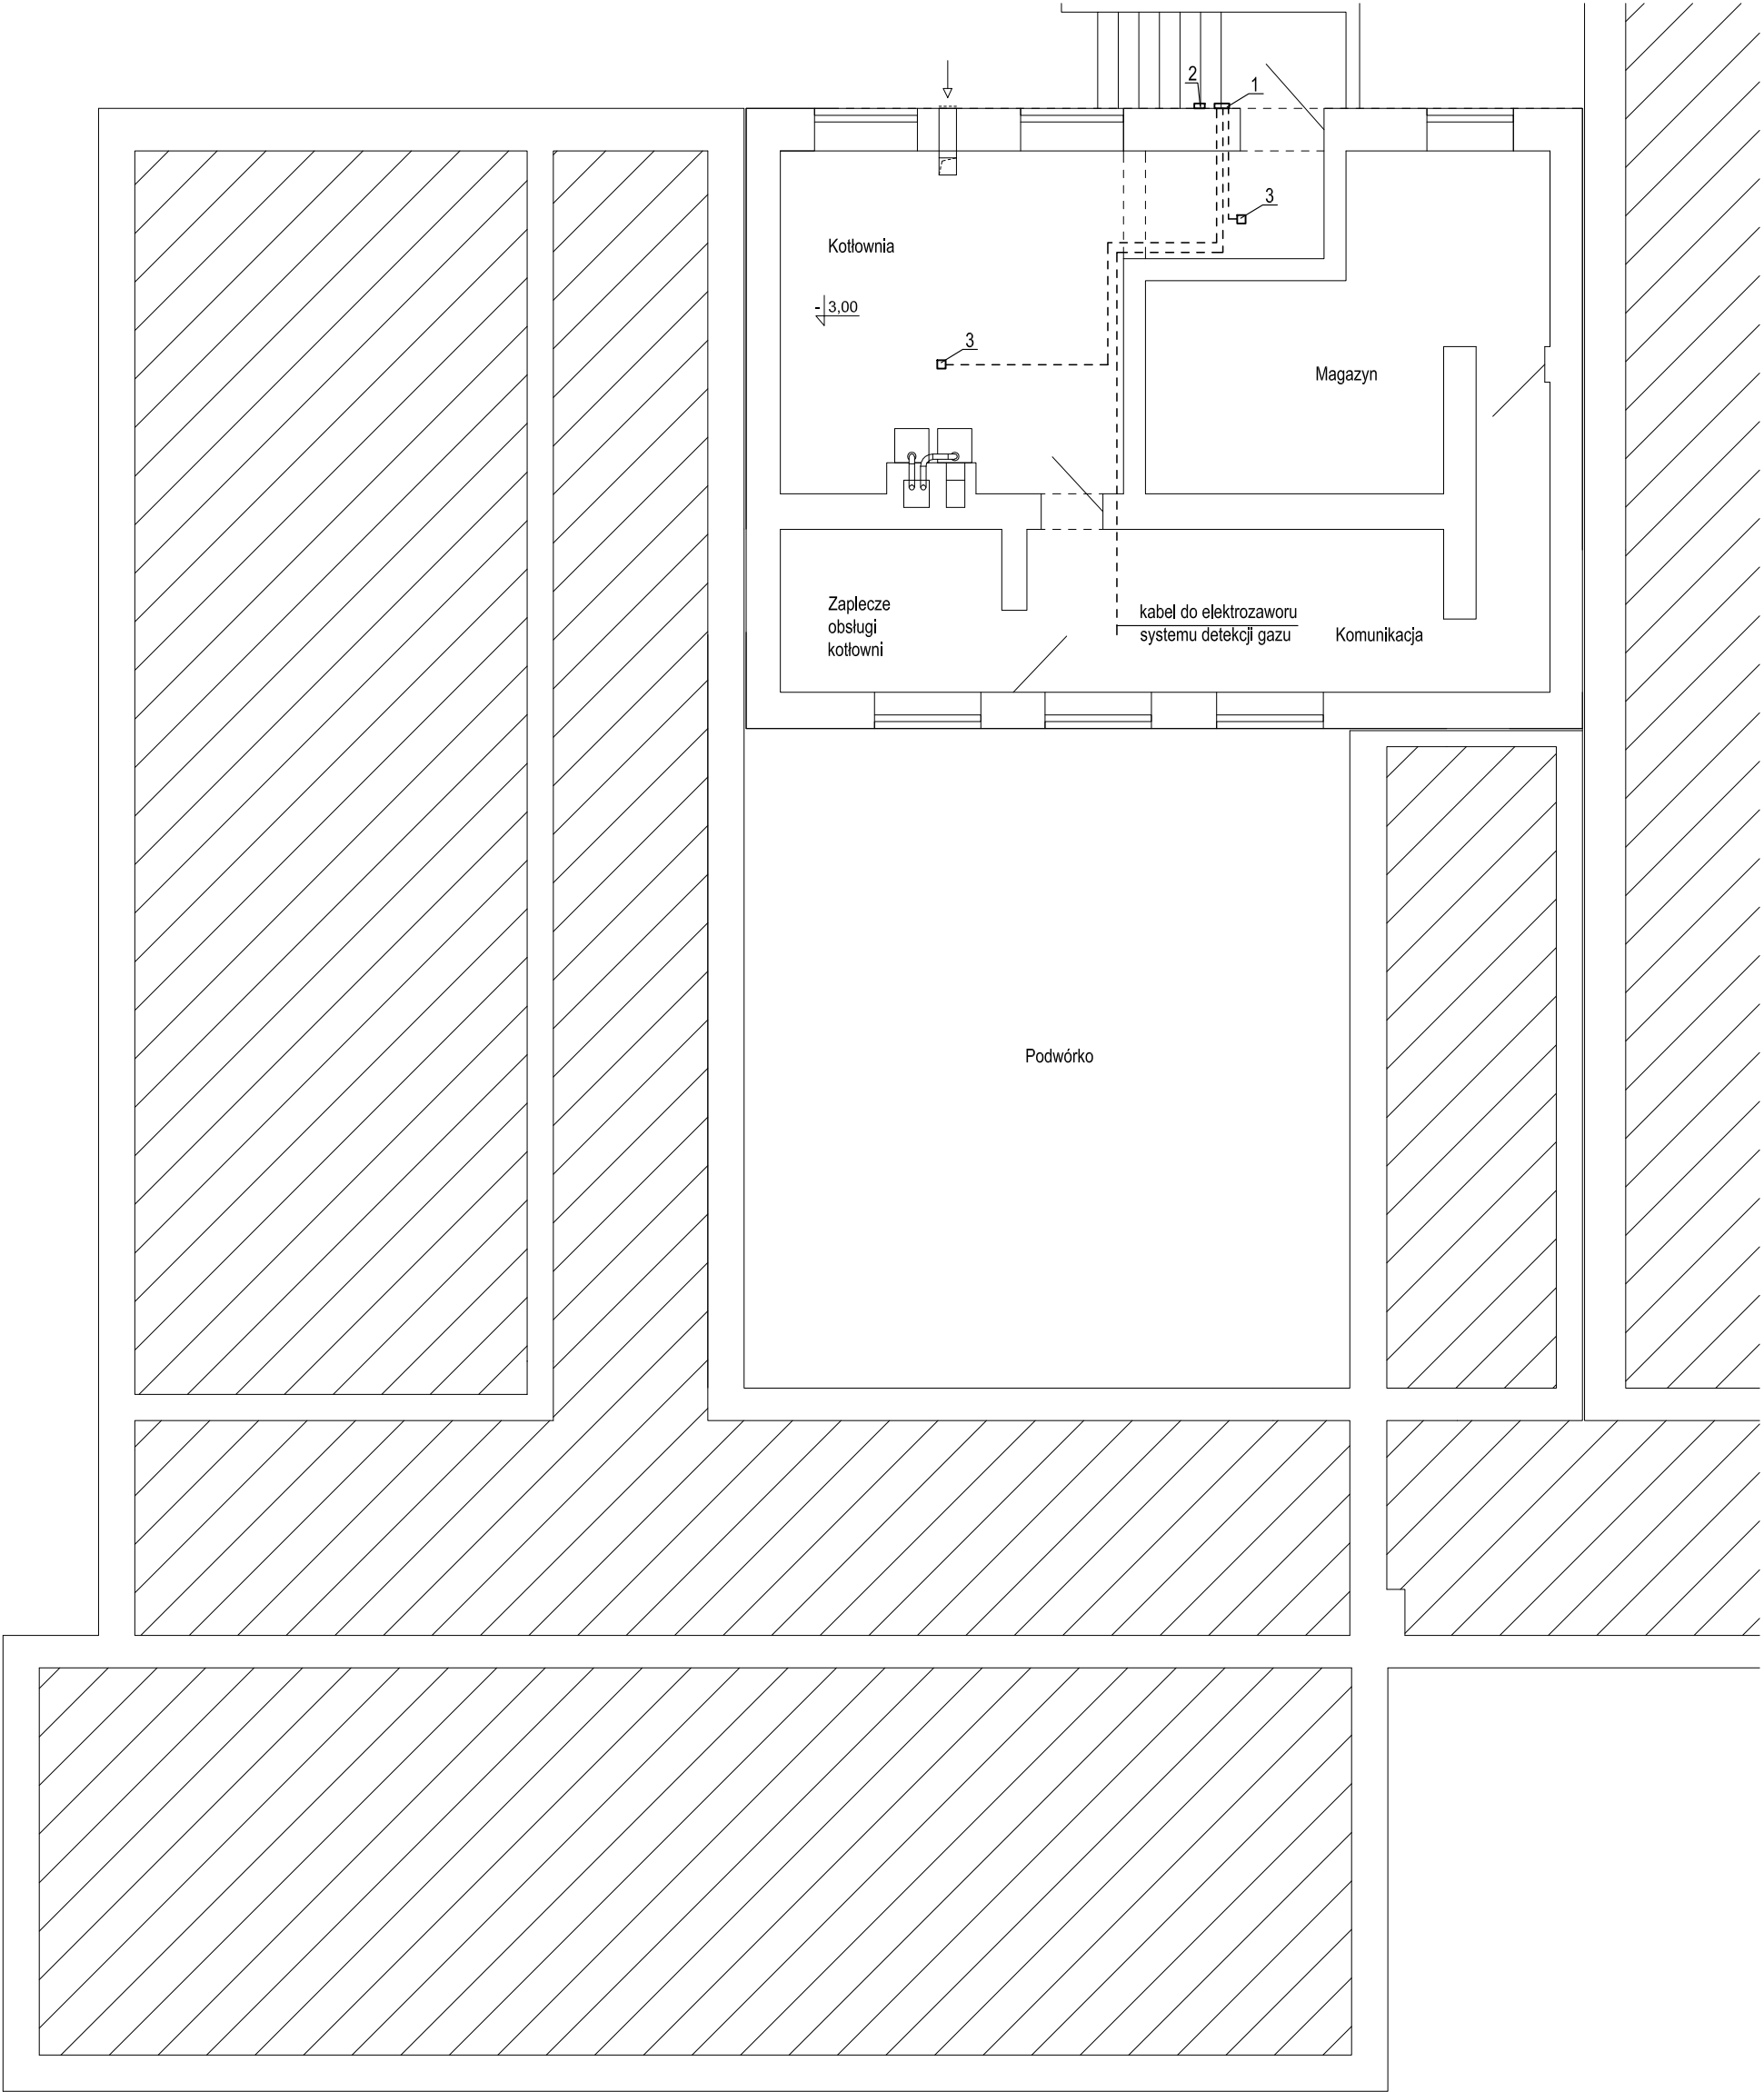 2
1
3
Kotłownia
- 3,00
3
Magazyn
Zaplecze
obsługi
kotłowni
kabel do elektrozaworu
systemu detekcji gazu
Komunikacja
Podwórko